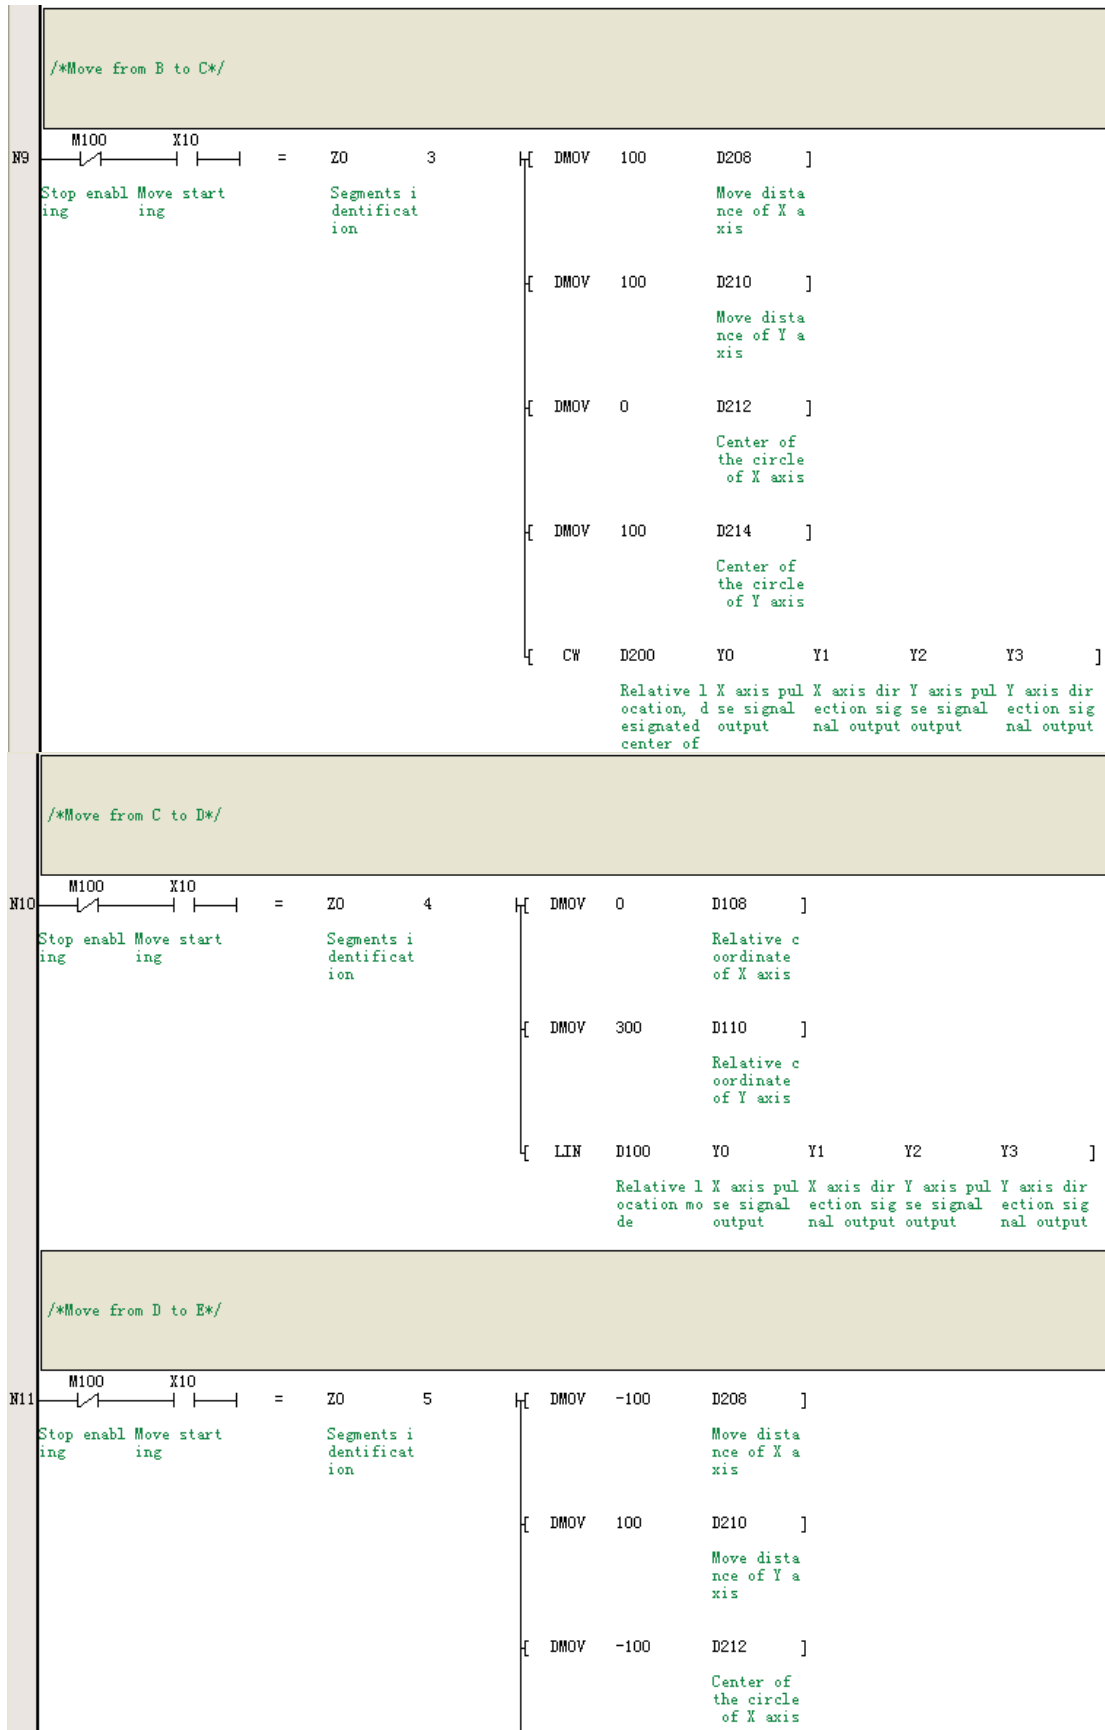 /*Move from B to C*/
M100 X10
N9 = Z0 3 [ DMOV 100 D208 ]
Stop enabl Move start Segments i Move dista
ing ing dentificat nce of X a
ion xis
[ DMOV 100 D210 ]
Move dista
nce of Y a
xis
[ DMOV 0 D212 ]
Center of
the circle
of X axis
[ DMOV 100 D214 ]
Center of
the circle
of Y axis
[ CW D200 Y0 Y1 Y2 Y3 ]
Relative l X axis pul X axis dir Y axis pul Y axis dir
ocation, d se signal ection sig se signal ection sig
esignated output nal output output nal output
center of
/*Move from C to D*/
M100 X10
N10 = Z0 4 [ DMOV 0 D108 ]
Stop enabl Move start Segments i Relative c
ing ing dentificat oordinate
ion of X axis
[ DMOV 300 D110 ]
Relative c
oordinate
of Y axis
[ LIN D100 Y0 Y1 Y2 Y3 ]
Relative l X axis pul X axis dir Y axis pul Y axis dir
ocation mo se signal ection sig se signal ection sig
de output nal output output nal output
/*Move from D to E*/
M100 X10
N11 = Z0 5 [ DMOV -100 D208 ]
Stop enabl Move start Segments i Move dista
ing ing dentificat nce of X a
ion xis
[ DMOV 100 D210 ]
Move dista
nce of Y a
xis
[ DMOV -100 D212 ]
Center of
the circle
of X axis